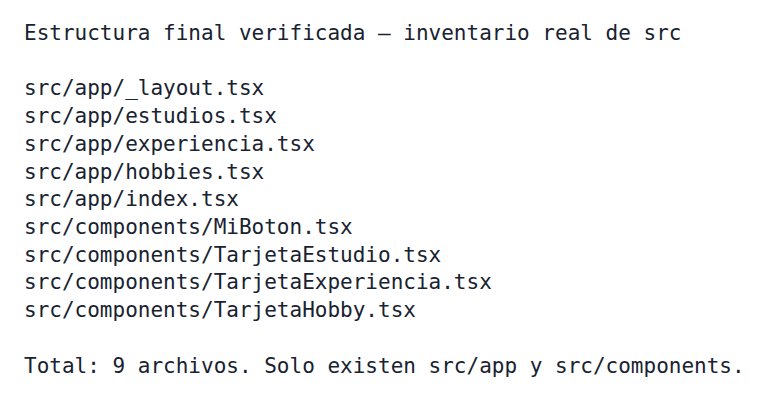 Estructura final verificada — inventario real de src
src/app/_layout.tsx
src/app/estudios.tsx
src/app/experiencia.tsx
src/app/hobbies.tsx
src/app/index.tsx
src/components/MiBoton.tsx
src/components/TarjetaEstudio.tsx
src/components/TarjetaExperiencia.tsx
src/components/TarjetaHobby.tsx
Total: 9 archivos. Solo existen src/app y src/components.